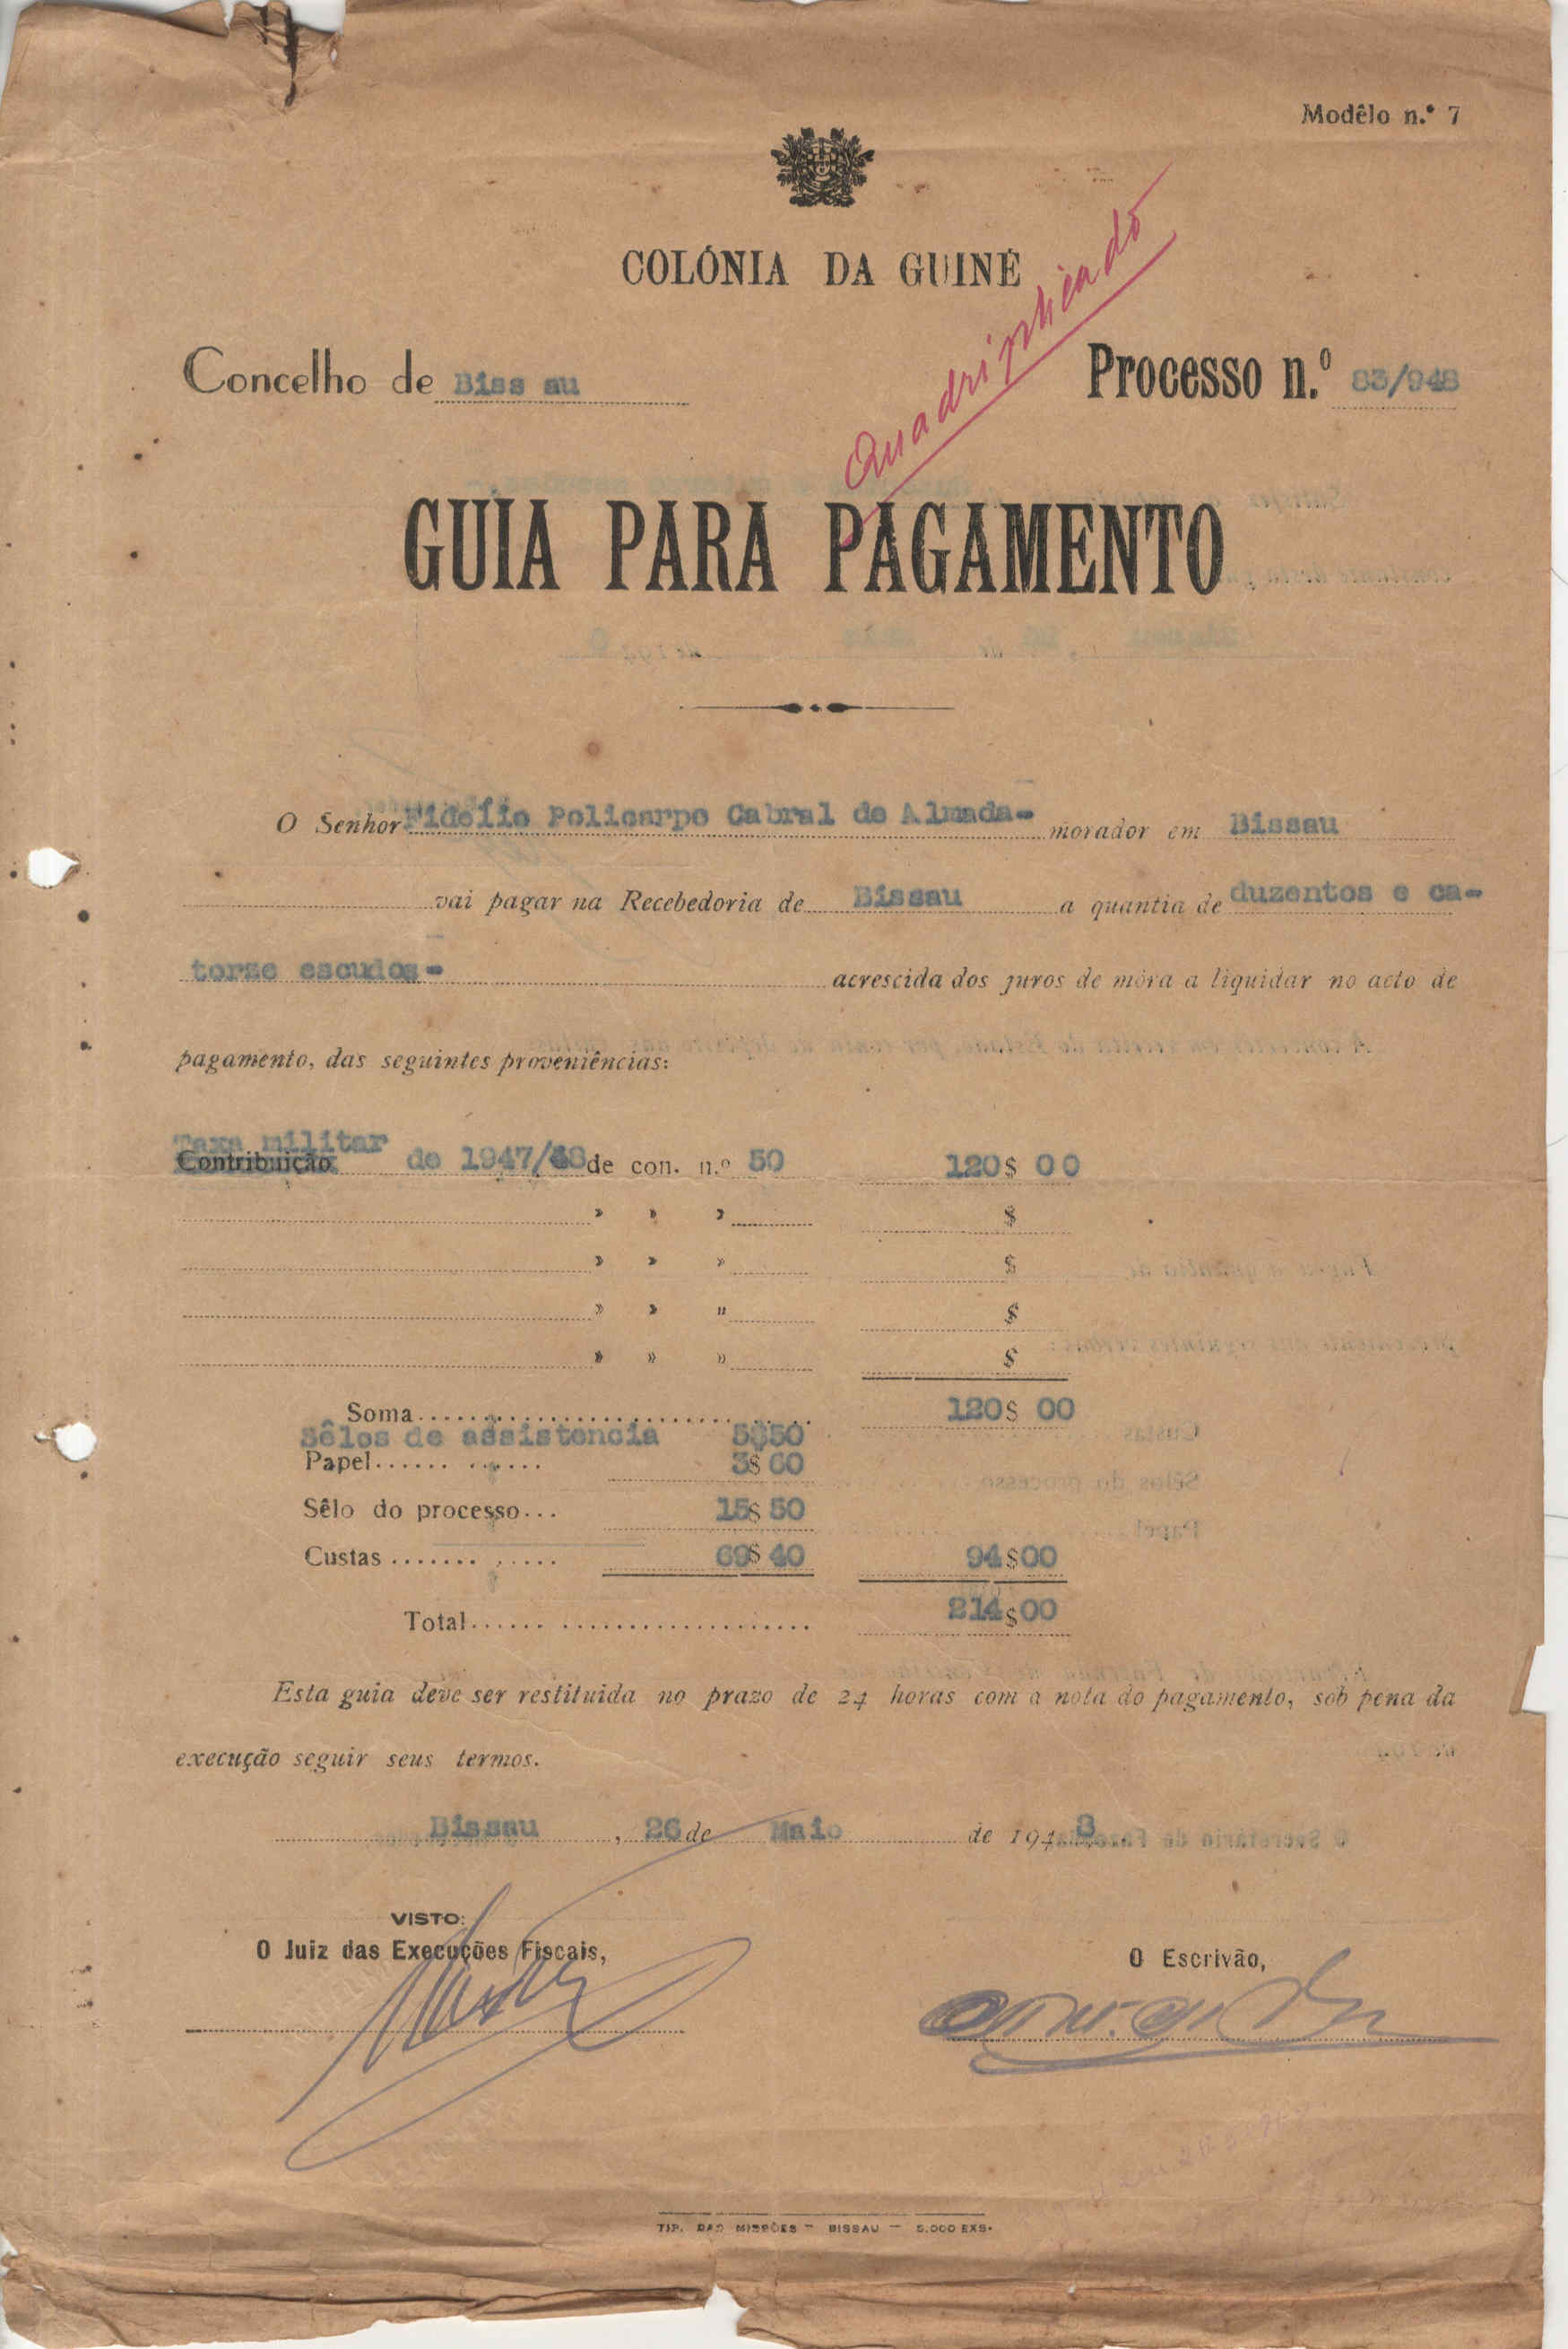 Modêlo n.º 7
COLÓNIA DA GUINÉ
Quadriplicado
Concelho de Biss au
Processo n.º 83/948
GUIA PARA PAGAMENTO
O Senhor Fidelio Policarpo Cabral de Almada- morador em Bissau
vai pagar na Recebedoria de Bissau a quantia de duzentos e ca-
torze escudos- acrescida dos juros de móra a liquidar no acto de
pagamento, das seguintes proveniências:
Taxa militar
Contribuição de 1947/48 de con. n.º 50 120$00
» » » $
» » » $
» » " $
» » » $
Soma 120$00
Sêlos de assistencia 5$50
Papel 3$60
Sêlo do processo 15$50
Custas 69$40 94$00
Total 214$00
Esta guia deve ser restituida no prazo de 24 horas com a nota do pagamento, sob pena da
execução seguir seus termos.
Bissau, 26 de Maio de 1948
VISTO:
O Juiz das Execuções Fiscais,
O Escrivão,
TIP. DAS MISSÕES - BISSAU - 5.000 EXS.